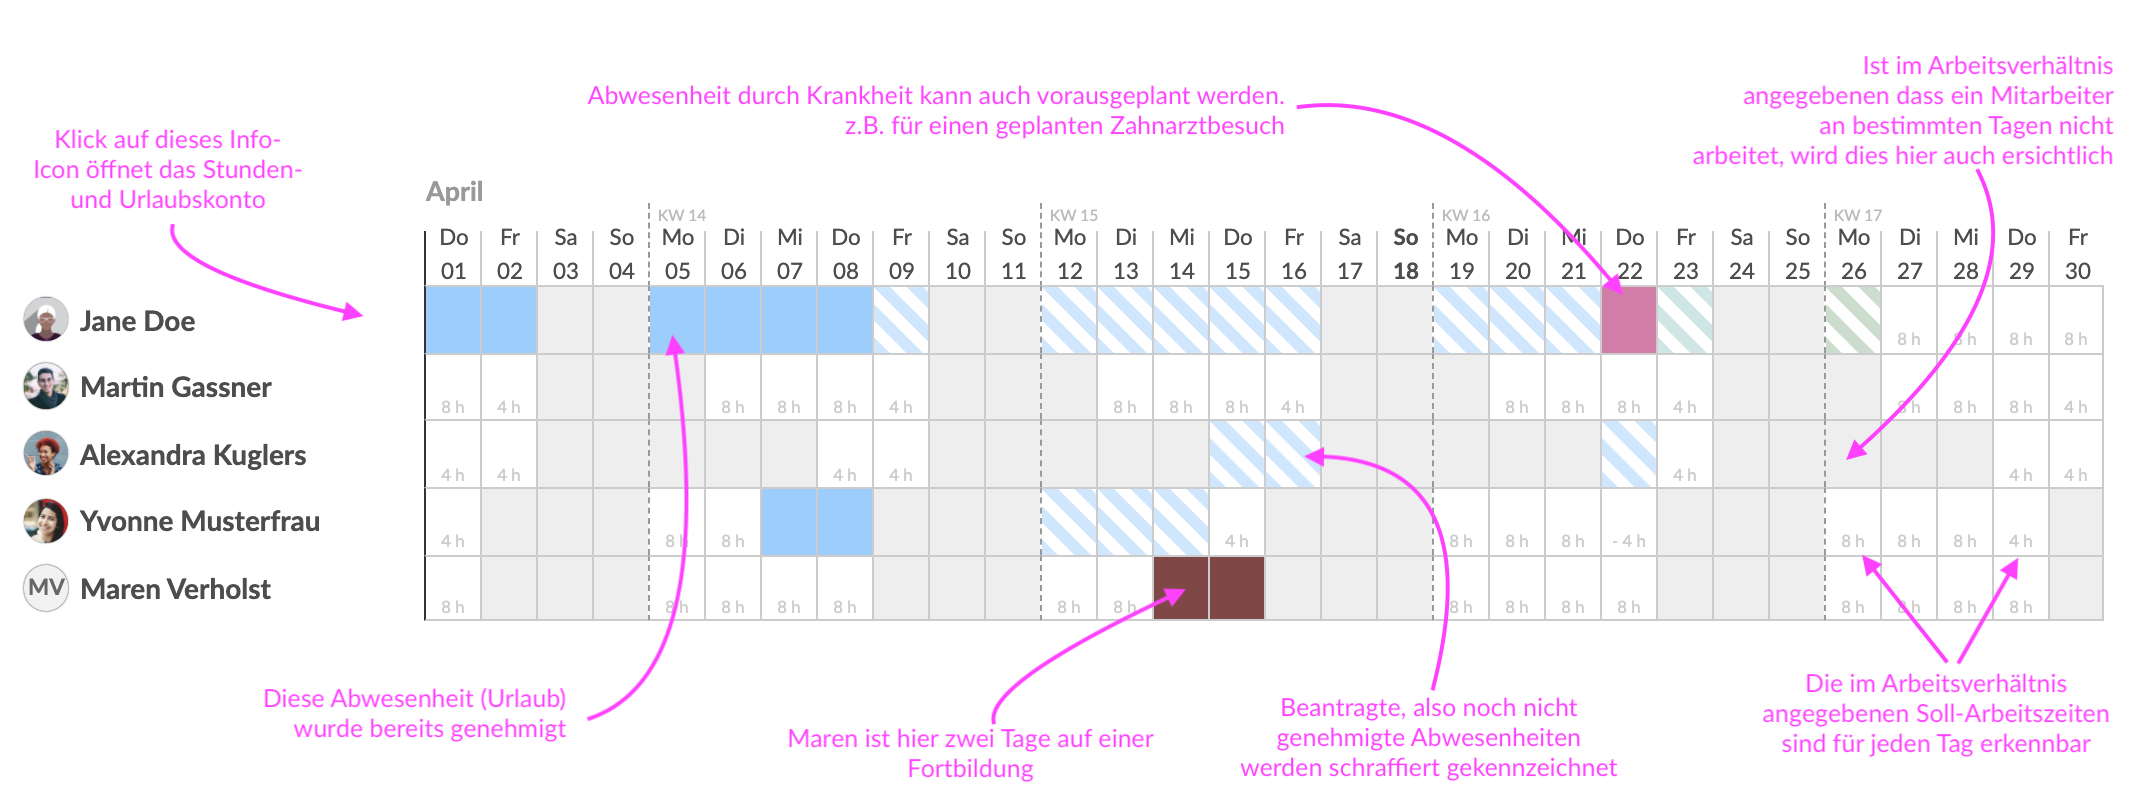 Ist im Arbeitsverhältnis
angegebenen dass ein Mitarbeiter
an bestimmten Tagen nicht
arbeitet, wird dies hier auch ersichtlich
Abwesenheit durch Krankheit kann auch vorausgeplant werden.
z.B. für einen geplanten Zahnarztbesuch
Klick auf dieses Info-
Icon öffnet das Stunden-
und Urlaubskonto
April
KW 14 KW 15 KW 16 KW 17
Do Fr Sa So Mo Di Mi Do Fr Sa So Mo Di Mi Do Fr Sa So Mo Di Mi Do Fr Sa So Mo Di Mi Do Fr
01 02 03 04 05 06 07 08 09 10 11 12 13 14 15 16 17 18 19 20 21 22 23 24 25 26 27 28 29 30
Jane Doe
8 h 8 h 8 h 8 h
Martin Gassner
8 h 4 h 8 h 8 h 8 h 4 h 8 h 8 h 8 h 4 h 8 h 8 h 8 h 4 h 8 h 8 h 8 h 4 h
Alexandra Kuglers
4 h 4 h 4 h 4 h 4 h 4 h 4 h
Yvonne Musterfrau
4 h 8 h 8 h 4 h 8 h 8 h 8 h - 4 h 8 h 8 h 8 h 4 h
MV Maren Verholst
8 h 8 h 8 h 8 h 8 h 8 h 8 h 8 h 8 h 8 h 8 h 8 h 8 h 8 h 8 h
Diese Abwesenheit (Urlaub)
wurde bereits genehmigt
Maren ist hier zwei Tage auf einer
Fortbildung
Beantragte, also noch nicht
genehmigte Abwesenheiten
werden schraffiert gekennzeichnet
Die im Arbeitsverhältnis
angegebenen Soll-Arbeitszeiten
sind für jeden Tag erkennbar